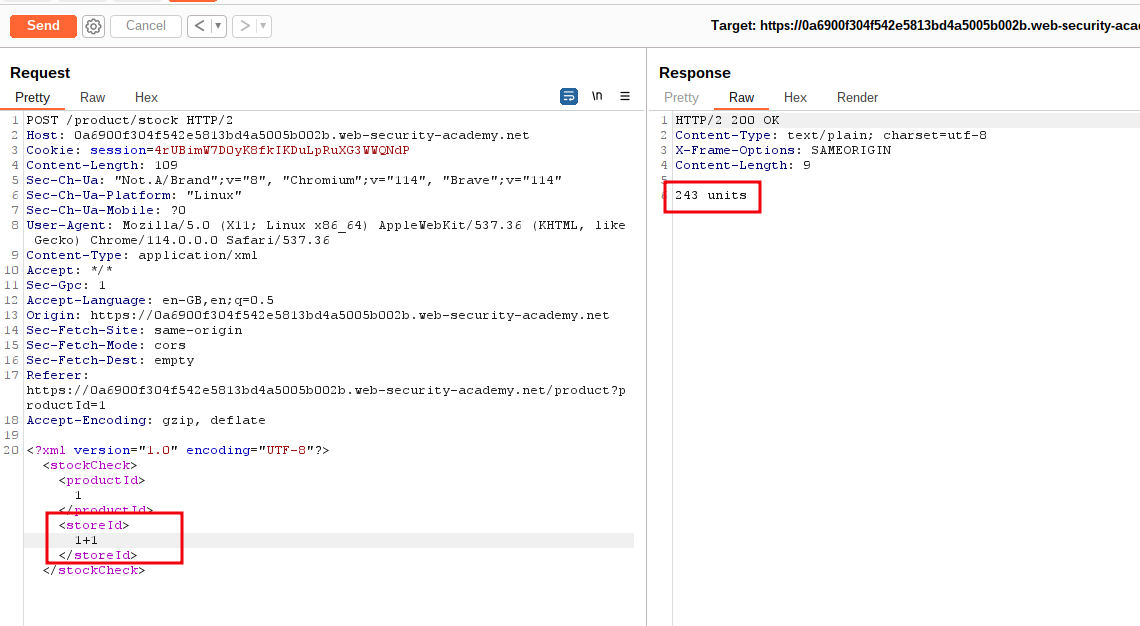 Send
Cancel
<
>
Target: https://0a6900f304f542e5813bd4a5005b002b.web-security-aca
Request
Pretty Raw Hex
\n
1 POST /product/stock HTTP/2
2 Host: 0a6900f304f542e5813bd4a5005b002b.web-security-academy.net
3 Cookie: session=4rUBimW7DOyK8fkIKDuLpRuXG3WWQNdP
4 Content-Length: 109
5 Sec-Ch-Ua: "Not.A/Brand";v="8", "Chromium";v="114", "Brave";v="114"
6 Sec-Ch-Ua-Platform: "Linux"
7 Sec-Ch-Ua-Mobile: ?0
8 User-Agent: Mozilla/5.0 (X11; Linux x86_64) AppleWebKit/537.36 (KHTML, like
Gecko) Chrome/114.0.0.0 Safari/537.36
9 Content-Type: application/xml
10 Accept: */*
11 Sec-Gpc: 1
12 Accept-Language: en-GB,en;q=0.5
13 Origin: https://0a6900f304f542e5813bd4a5005b002b.web-security-academy.net
14 Sec-Fetch-Site: same-origin
15 Sec-Fetch-Mode: cors
16 Sec-Fetch-Dest: empty
17 Referer:
https://0a6900f304f542e5813bd4a5005b002b.web-security-academy.net/product?p
roductId=1
18 Accept-Encoding: gzip, deflate
19
20 <?xml version="1.0" encoding="UTF-8"?>
<stockCheck>
<productId>
1
</productId>
<storeId>
1+1
</storeId>
</stockCheck>
Response
Pretty Raw Hex Render
1 HTTP/2 200 OK
2 Content-Type: text/plain; charset=utf-8
3 X-Frame-Options: SAMEORIGIN
4 Content-Length: 9
5
6 243 units